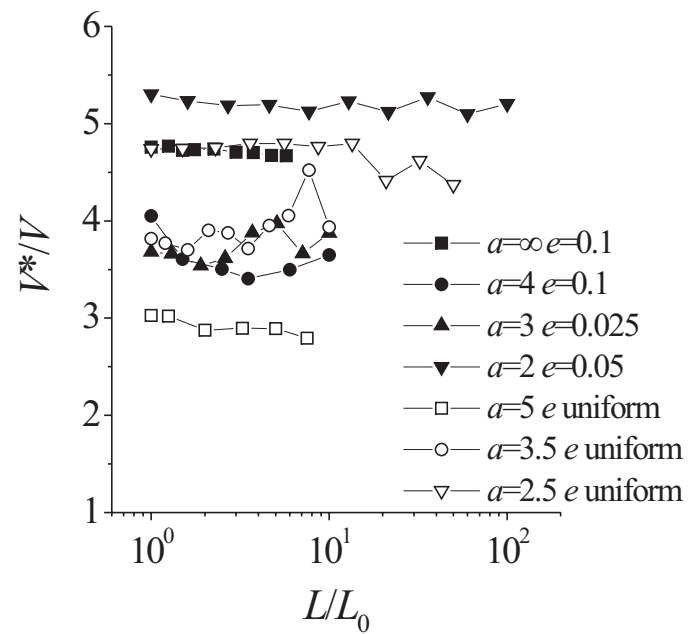 6
5
4
3
2
1
V*/V
10⁰ 10¹ 10²
L/L₀
a=∞ e=0.1
a=4 e=0.1
a=3 e=0.025
a=2 e=0.05
a=5 e uniform
a=3.5 e uniform
a=2.5 e uniform